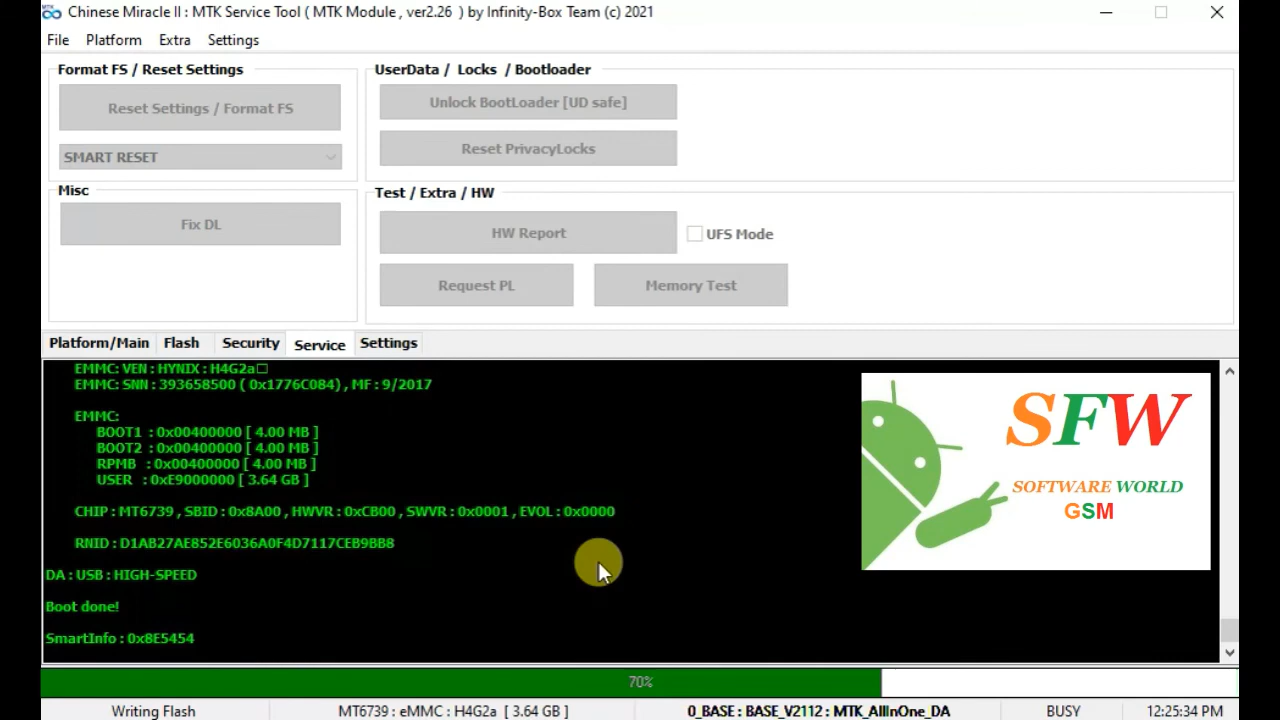 Chinese Miracle II : MTK Service Tool ( MTK Module , ver2.26 ) by Infinity-Box Team (c) 2021
File Platform Extra Settings
Format FS / Reset Settings
Reset Settings / Format FS
SMART RESET
Misc
Fix DL
UserData / Locks / Bootloader
Unlock BootLoader [UD safe]
Reset PrivacyLocks
Test / Extra / HW
HW Report
UFS Mode
Request PL
Memory Test
Platform/Main Flash Security Service Settings
EMMC: VEN : HYNIX : H4G2a□
EMMC: SNN : 393658500 ( 0x1776C084) , MF : 9/2017
EMMC:
BOOT1 : 0x00400000 [ 4.00 MB ]
BOOT2 : 0x00400000 [ 4.00 MB ]
RPMB : 0x00400000 [ 4.00 MB ]
USER : 0xE9000000 [ 3.64 GB ]
CHIP : MT6739 , SBID : 0x8A00 , HWVR : 0xCB00 , SWVR : 0x0001 , EVOL : 0x0000
RNID : D1AB27AE852E6036A0F4D7117CEB9BB8
DA : USB : HIGH-SPEED
Boot done!
SmartInfo : 0x8E5454
SFW
SOFTWARE WORLD
GSM
70%
Writing Flash MT6739 : eMMC : H4G2a [ 3.64 GB ] 0_BASE : BASE_V2112 : MTK_AllInOne_DA BUSY 12:25:34 PM